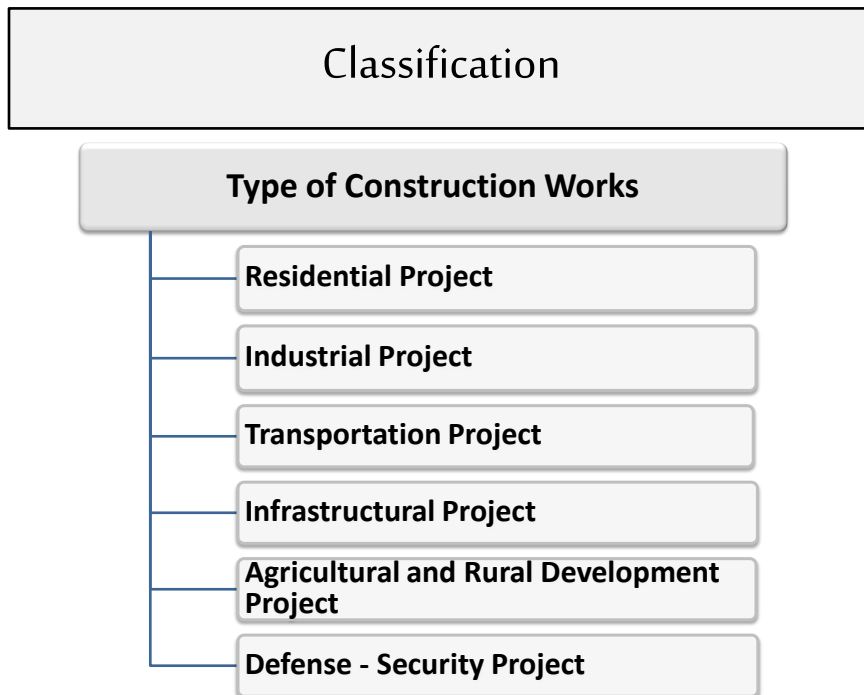 Classification
Type of Construction Works
Residential Project
Industrial Project
Transportation Project
Infrastructural Project
Agricultural and Rural Development
Project
Defense - Security Project